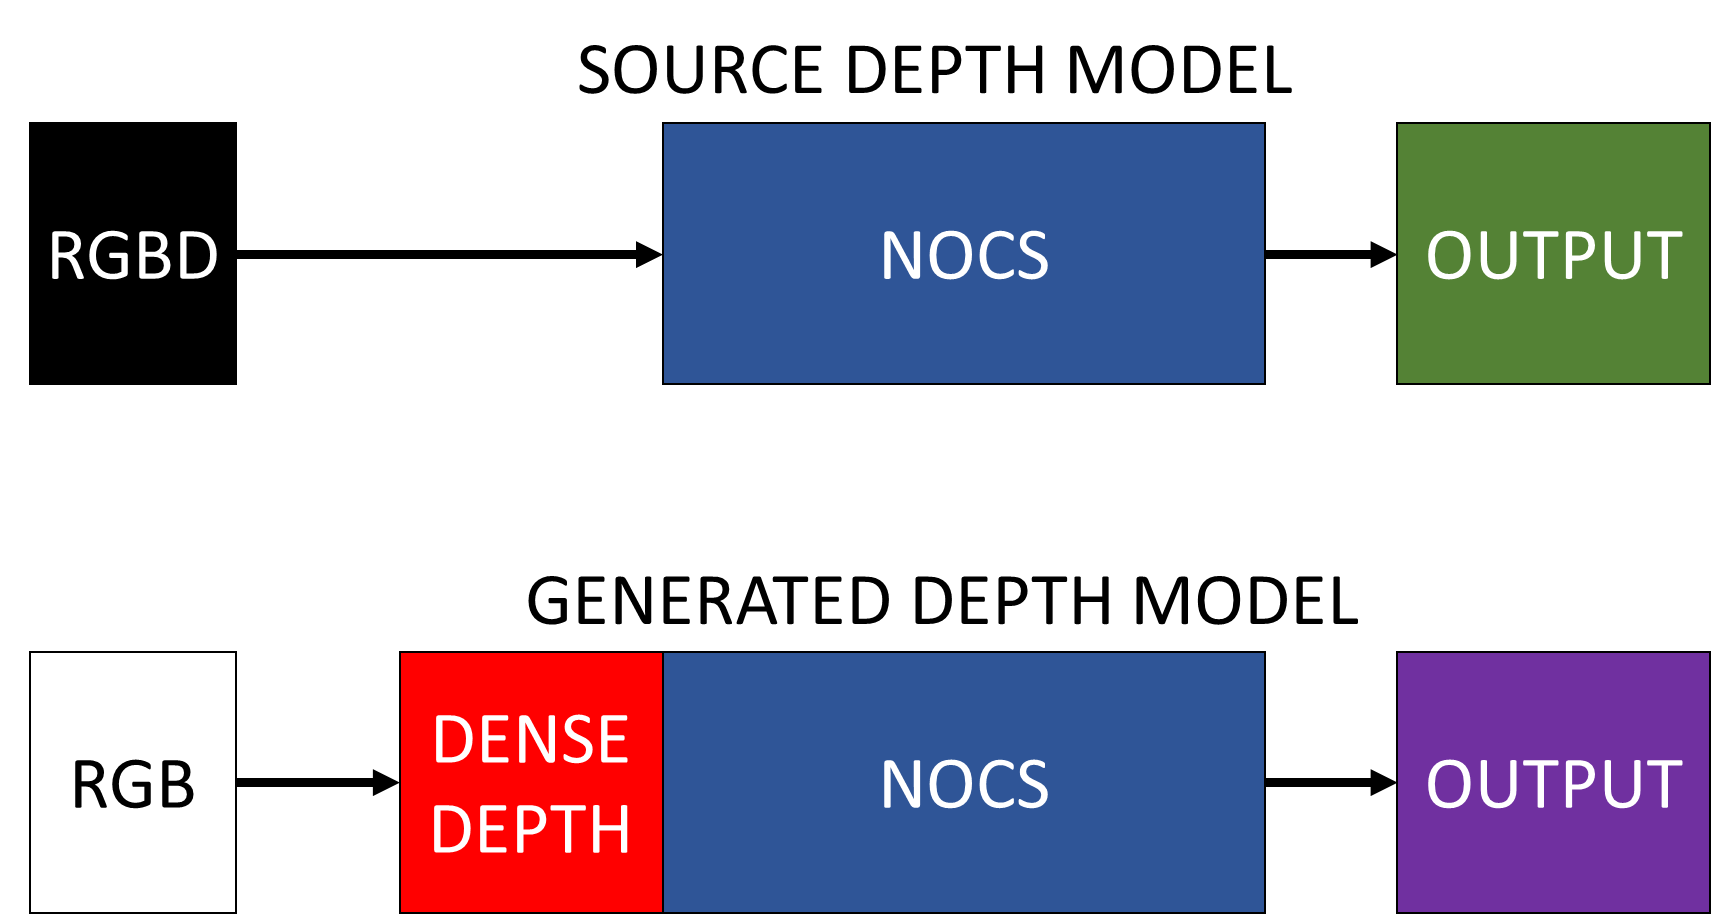 SOURCE DEPTH MODEL
RGBD
NOCS
OUTPUT
GENERATED DEPTH MODEL
RGB
DENSE
DEPTH
NOCS
OUTPUT